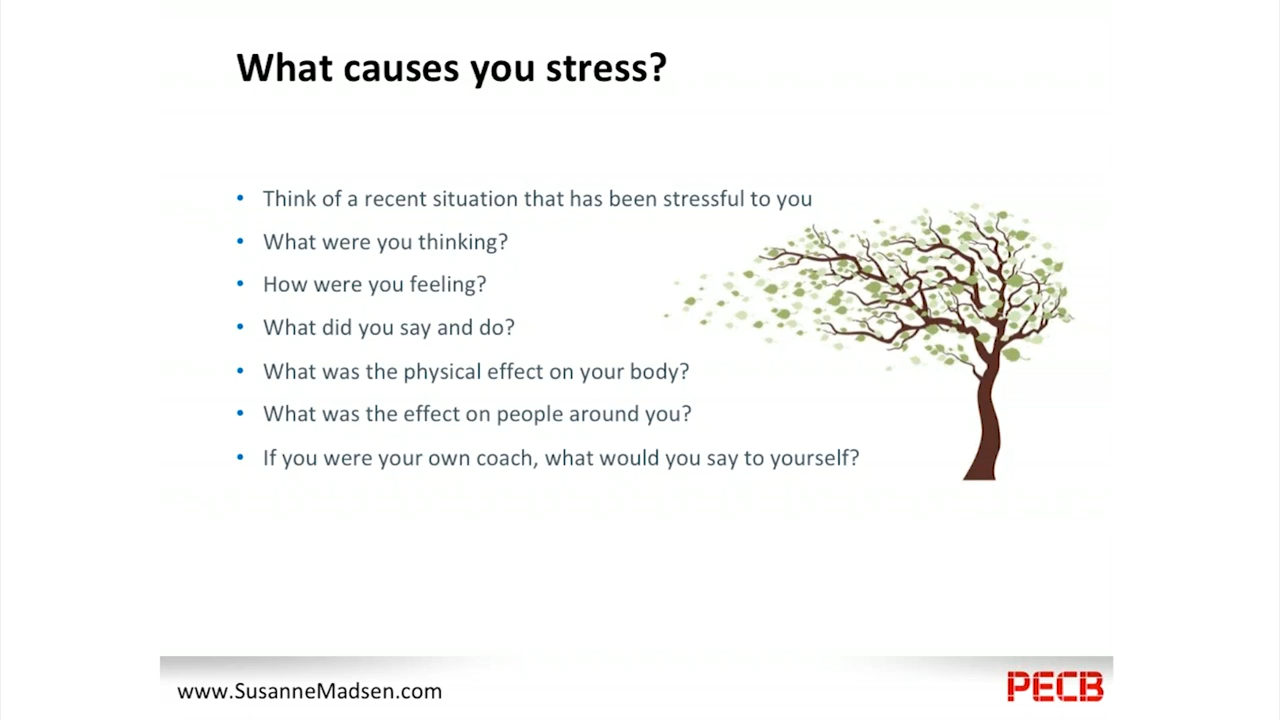 What causes you stress?
• Think of a recent situation that has been stressful to you
• What were you thinking?
• How were you feeling?
• What did you say and do?
• What was the physical effect on your body?
• What was the effect on people around you?
• If you were your own coach, what would you say to yourself?
www.SusanneMadsen.com
PECB